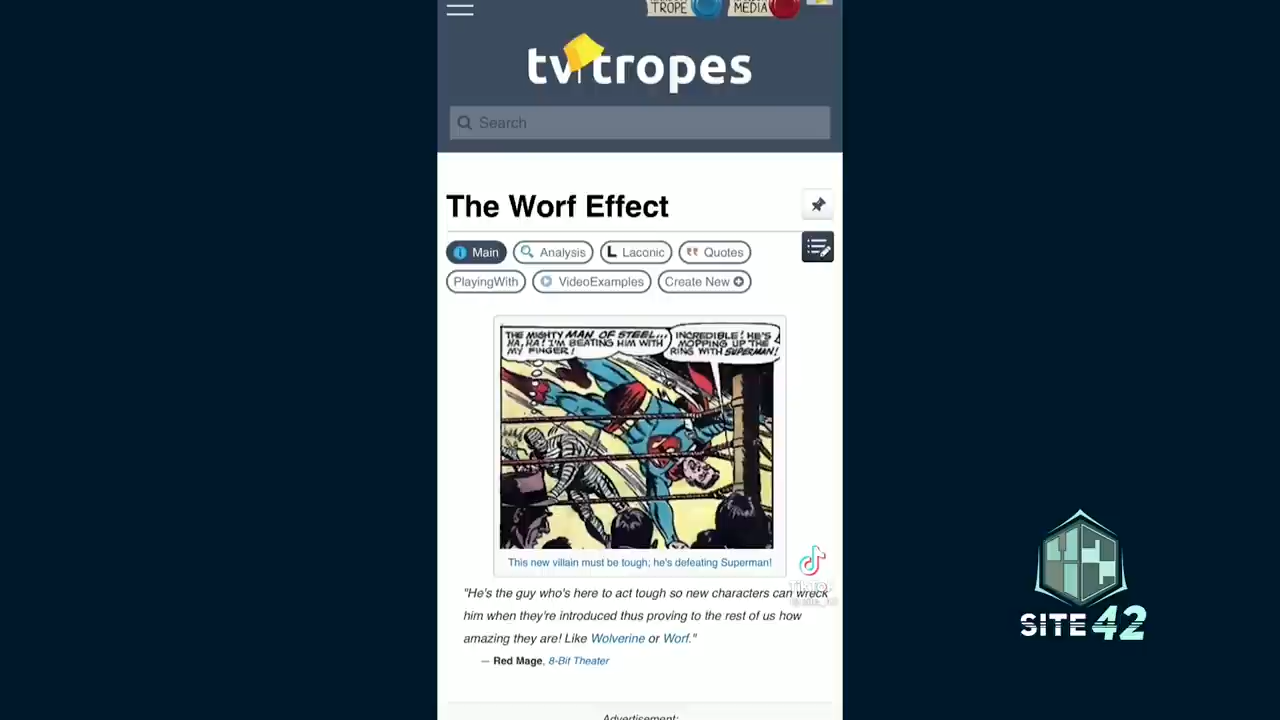 TROPE
MEDIA
tvtropes
Search
The Worf Effect
Main
Analysis
L Laconic
Quotes
PlayingWith
VideoExamples
Create New
THE MIGHTY MAN OF STEEL...
HA, HA! I'M BEATING HIM WITH
MY FINGER!
INCREDIBLE! HE'S
MOPPING UP THE
RING WITH SUPERMAN!
This new villain must be tough; he's defeating Superman!
"He's the guy who's here to act tough so new characters can wreck
him when they're introduced thus proving to the rest of us how
amazing they are! Like Wolverine or Worf."
— Red Mage, 8-Bit Theater
Advertisement:
TikTok
SITE 42